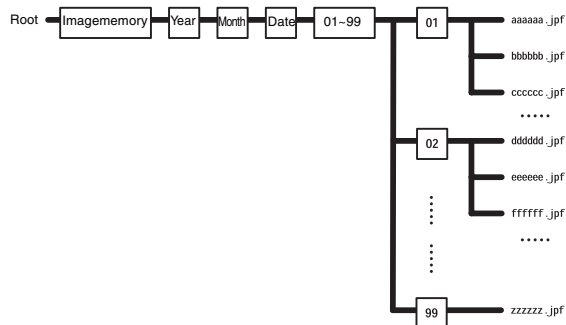 Root Imagememory Year Month Date 01~99 01 aaaaaa.jpf
bbbbbb.jpf
cccccc.jpf
.....
02 dddddd.jpf
eeeeee.jpf
ffffff.jpf
.....
99 zzzzzz.jpf